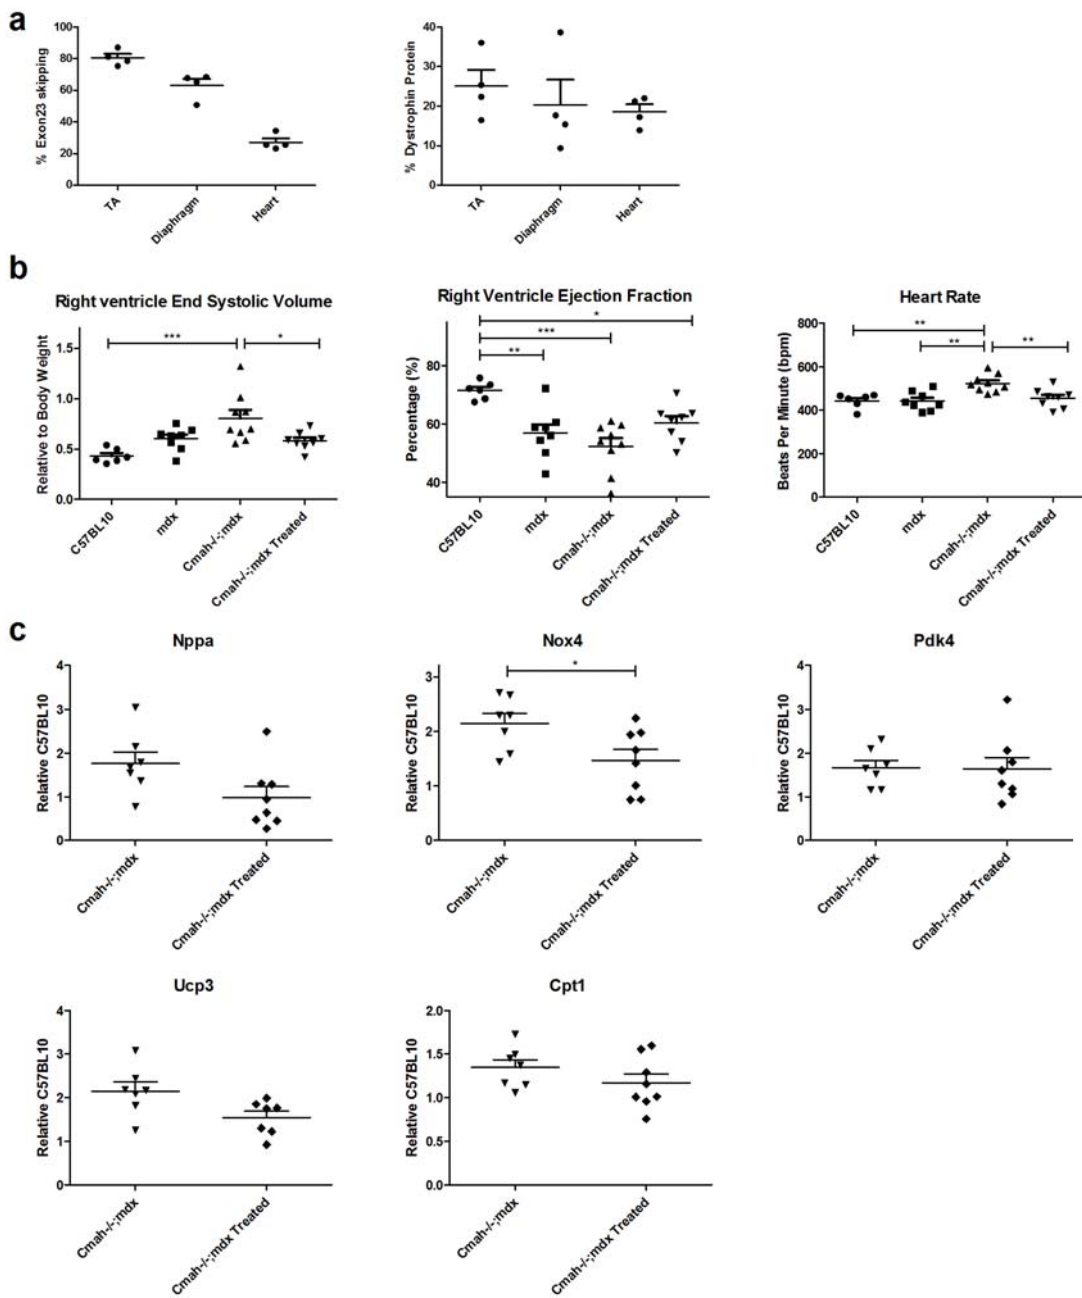 a
% Exon23 skipping
100
80
60
40
20
0
TA
Diaphragm
Heart
% Dystrophin Protein
40
30
20
10
0
TA
Diaphragm
Heart
b
Right ventricle End Systolic Volume
Relative to Body Weight
1.5
1.0
0.5
0.0
***
*
C57BL10
mdx
Cmah-/-;mdx
Cmah-/-;mdx Treated
Right Ventricle Ejection Fraction
Percentage (%)
80
60
40
*
***
**
C57BL10
mdx
Cmah-/-;mdx
Cmah-/-;mdx Treated
Heart Rate
Beats Per Minute (bpm)
800
600
400
200
0
**
**
**
C57BL10
mdx
Cmah-/-;mdx
Cmah-/-;mdx Treated
c
Nppa
Relative C57BL10
4
3
2
1
0
Cmah-/-;mdx
Cmah-/-;mdx Treated
Nox4
Relative C57BL10
3
2
1
0
*
Cmah-/-;mdx
Cmah-/-;mdx Treated
Pdk4
Relative C57BL10
4
3
2
1
0
Cmah-/-;mdx
Cmah-/-;mdx Treated
Ucp3
Relative C57BL10
4
3
2
1
0
Cmah-/-;mdx
Cmah-/-;mdx Treated
Cpt1
Relative C57BL10
2.0
1.5
1.0
0.5
0.0
Cmah-/-;mdx
Cmah-/-;mdx Treated